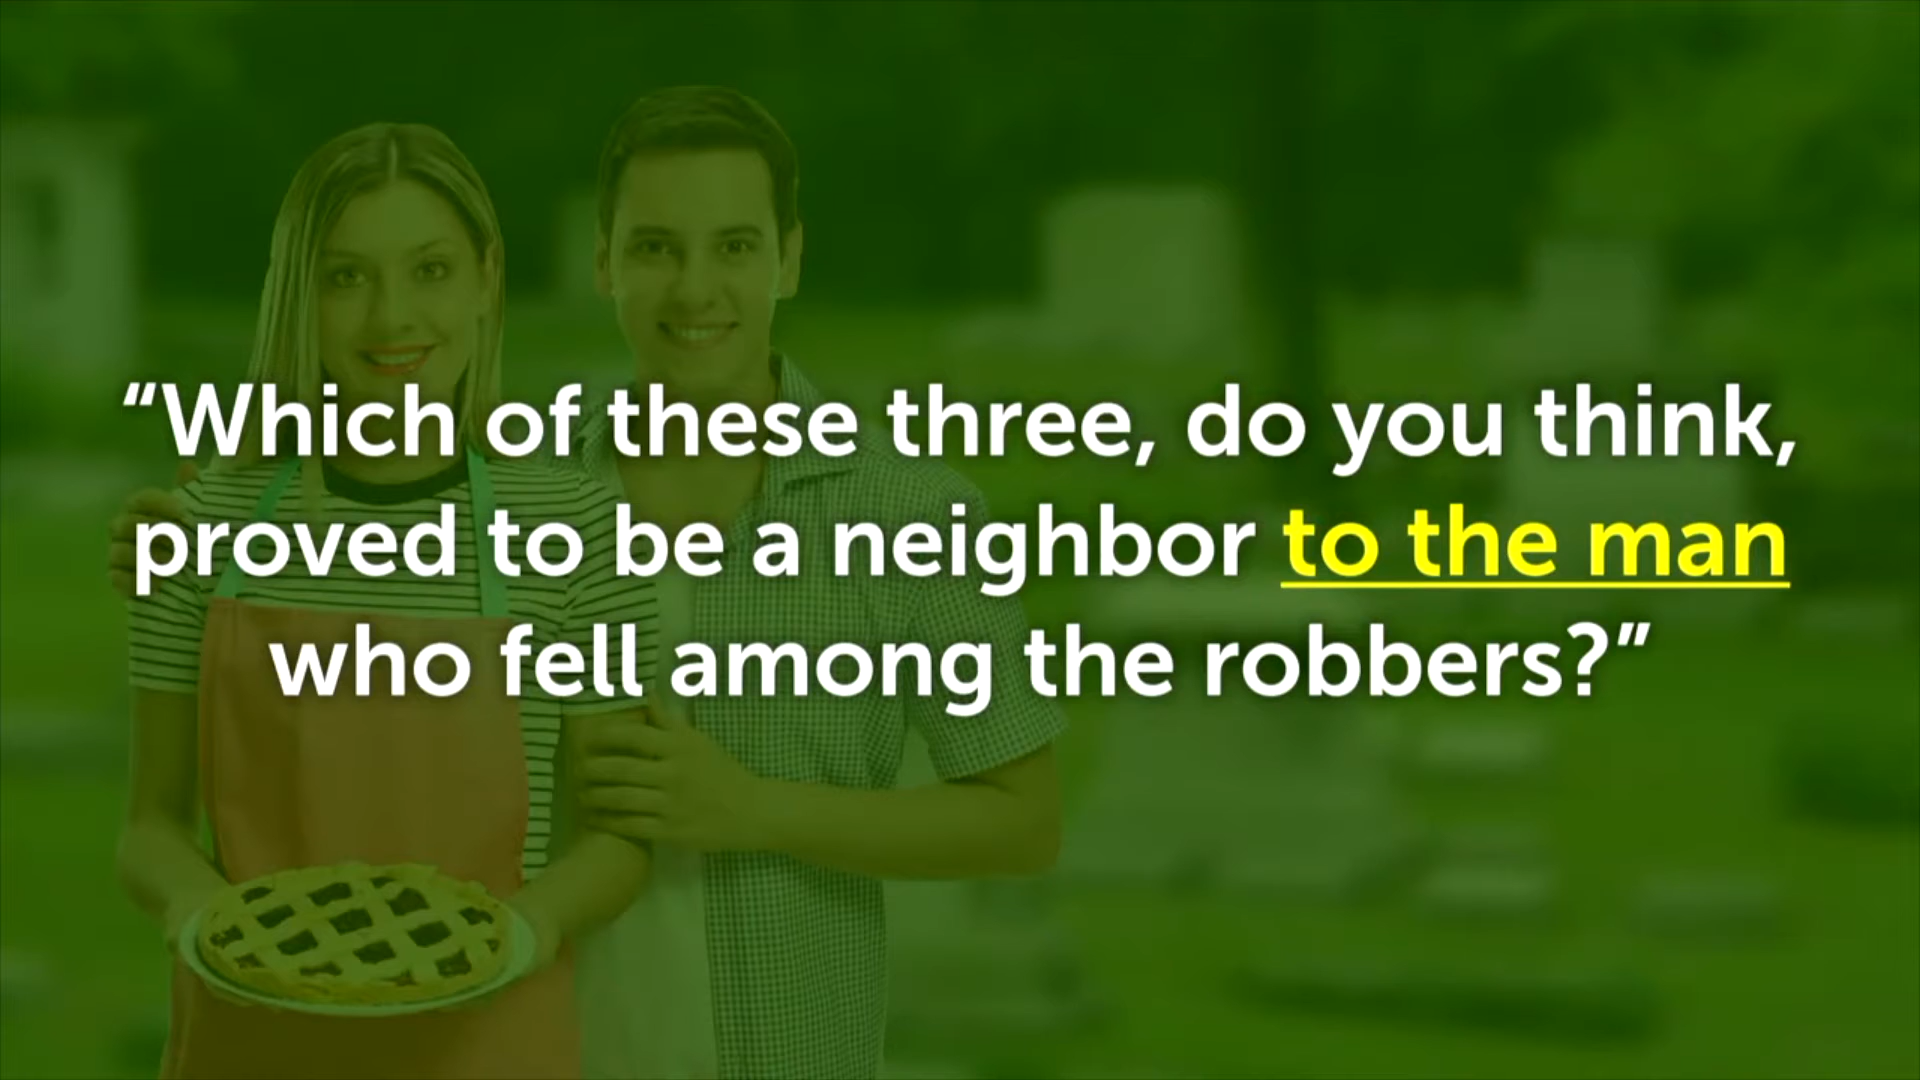 “Which of these three, do you think,
proved to be a neighbor to the man
who fell among the robbers?”